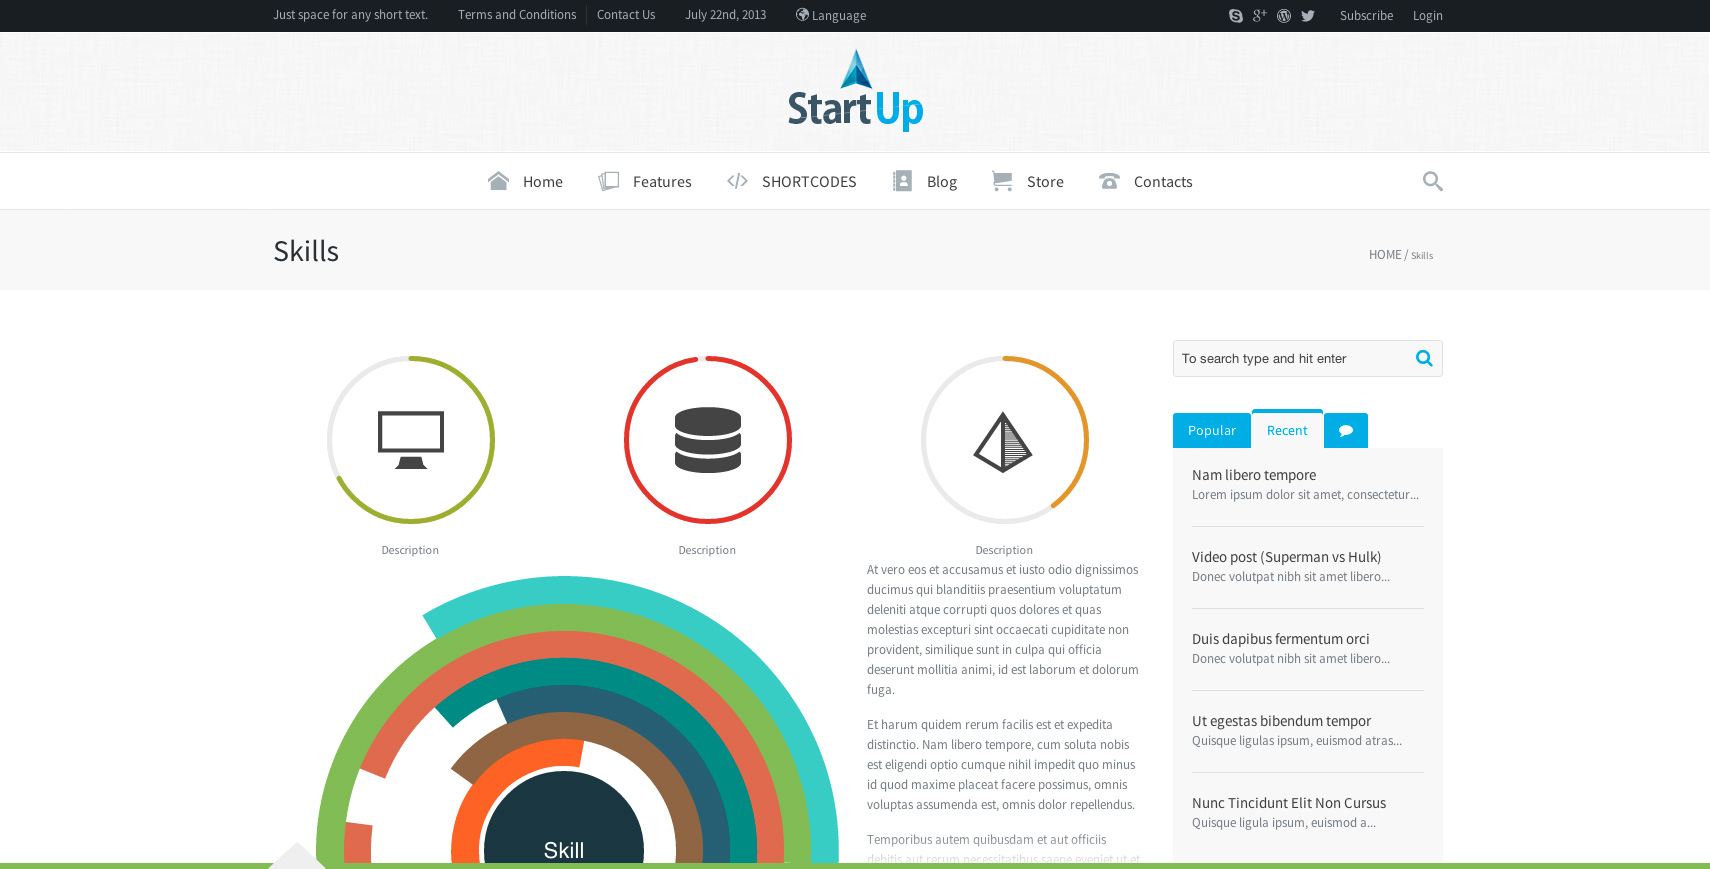 Just space for any short text. Terms and Conditions Contact Us July 22nd, 2013 Language Subscribe Login
StartUp
Home Features SHORTCODES Blog Store Contacts
Skills
HOME / Skills
Description
Description
Description
At vero eos et accusamus et iusto odio dignissimos
ducimus qui blanditiis praesentium voluptatum
deleniti atque corrupti quos dolores et quas
molestias excepturi sint occaecati cupiditate non
provident, similique sunt in culpa qui officia
deserunt mollitia animi, id est laborum et dolorum
fuga.
Et harum quidem rerum facilis est et expedita
distinctio. Nam libero tempore, cum soluta nobis
est eligendi optio cumque nihil impedit quo minus
id quod maxime placeat facere possimus, omnis
voluptas assumenda est, omnis dolor repellendus.
Temporibus autem quibusdam et aut officiis
debitis aut rerum necessitatibus saepe eveniet ut et
Skill
To search type and hit enter
Popular Recent
Nam libero tempore
Lorem ipsum dolor sit amet, consectetur...
Video post (Superman vs Hulk)
Donec volutpat nibh sit amet libero...
Duis dapibus fermentum orci
Donec volutpat nibh sit amet libero...
Ut egestas bibendum tempor
Quisque ligulas ipsum, euismod atras...
Nunc Tincidunt Elit Non Cursus
Quisque ligula ipsum, euismod a...